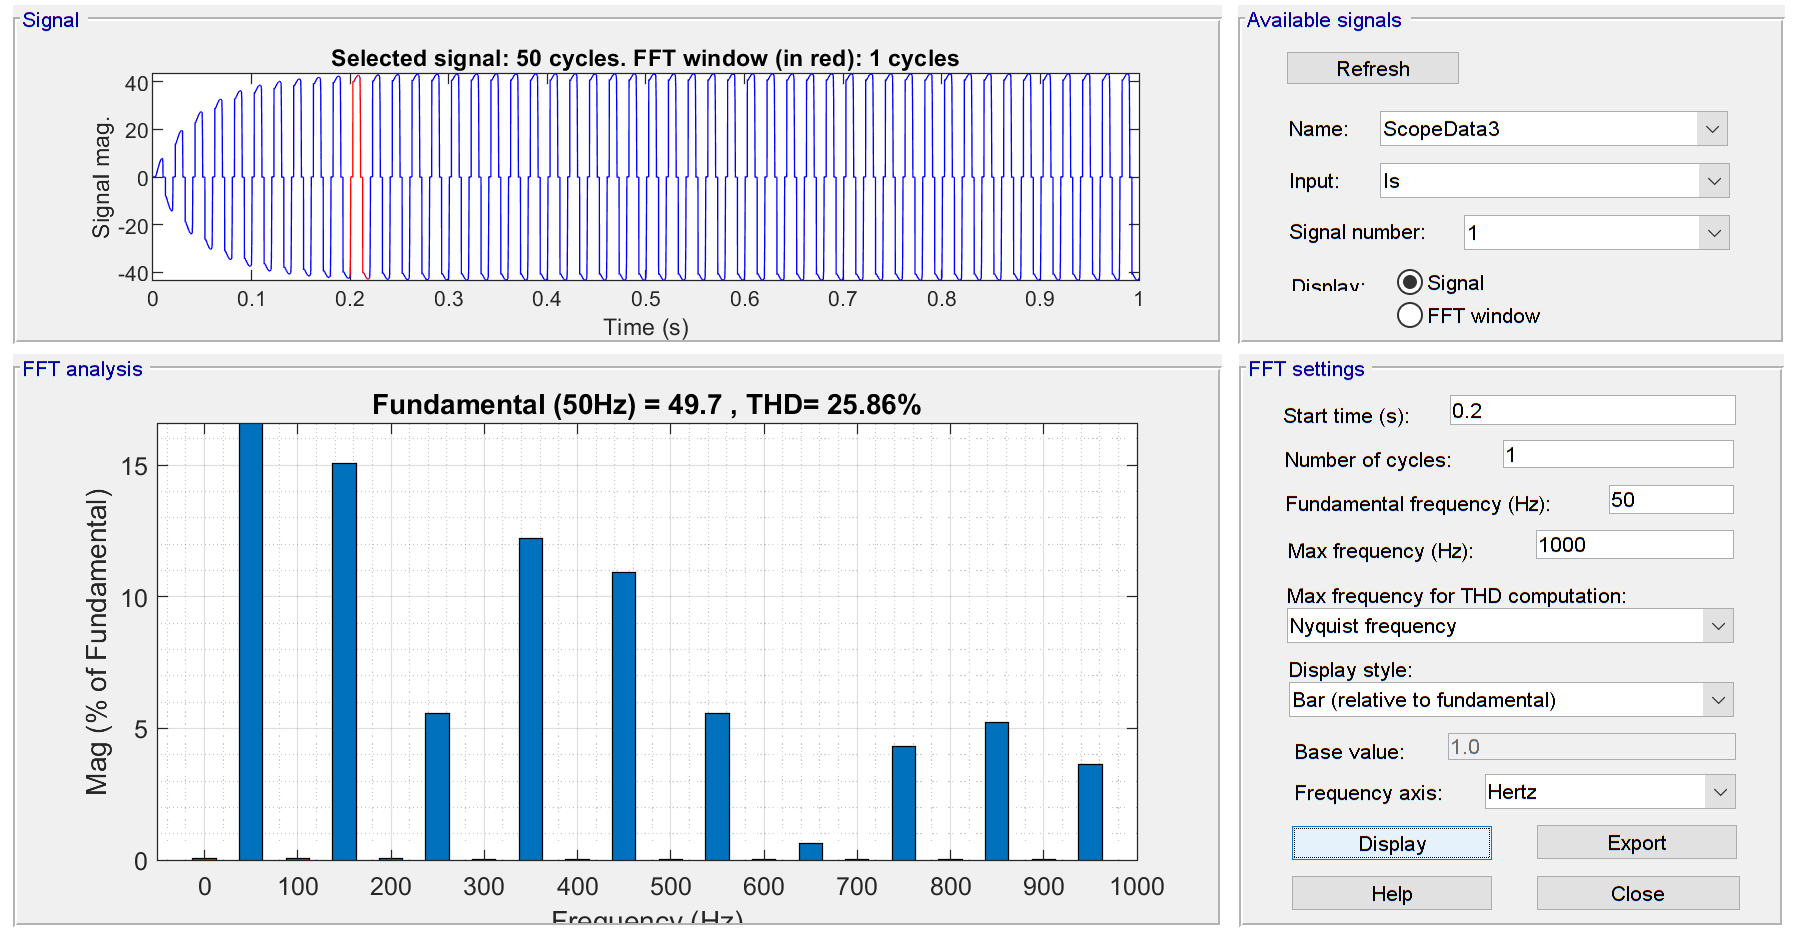 Signal
Selected signal: 50 cycles. FFT window (in red): 1 cycles
Signal mag.
40
20
0
-20
-40
0 0.1 0.2 0.3 0.4 0.5 0.6 0.7 0.8 0.9 1
Time (s)
Available signals
Refresh
Name: ScopeData3
Input: Is
Signal number: 1
Display: Signal
FFT window
FFT analysis
Fundamental (50Hz) = 49.7 , THD= 25.86%
Mag (% of Fundamental)
15
10
5
0
0 100 200 300 400 500 600 700 800 900 1000
Frequency (Hz)
FFT settings
Start time (s): 0.2
Number of cycles: 1
Fundamental frequency (Hz): 50
Max frequency (Hz): 1000
Max frequency for THD computation:
Nyquist frequency
Display style:
Bar (relative to fundamental)
Base value: 1.0
Frequency axis: Hertz
Display Export
Help Close